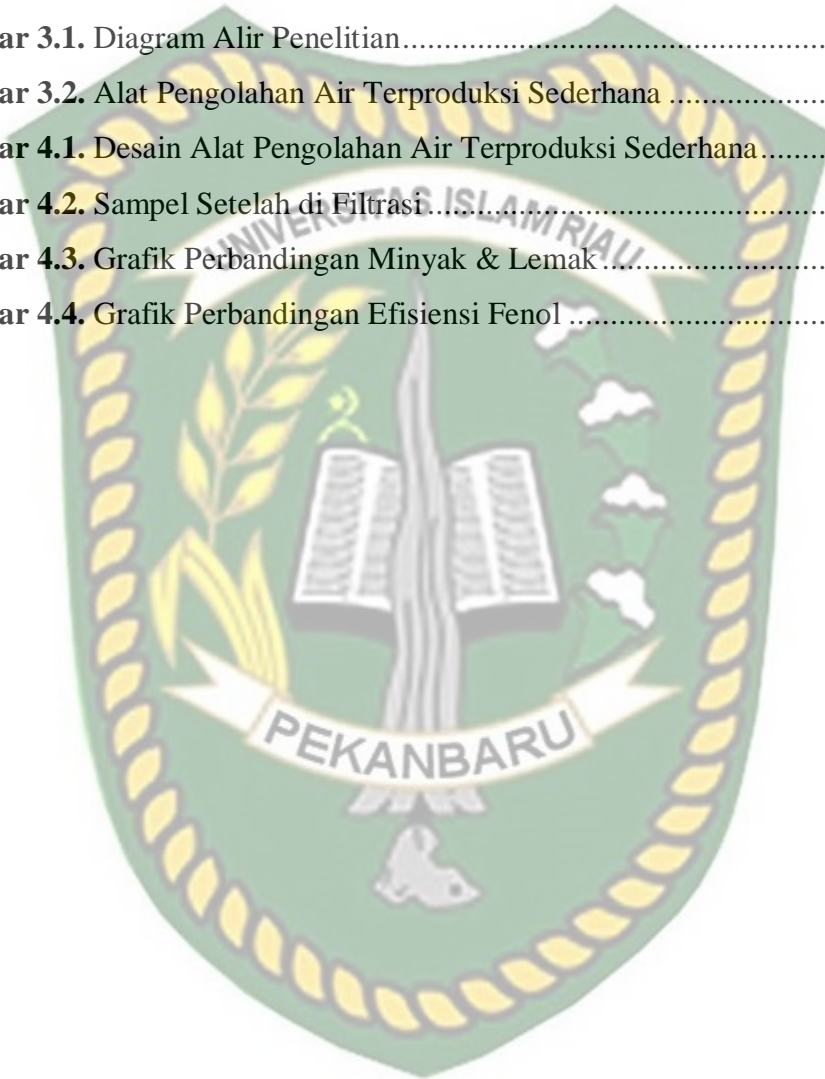 ar 3.1. Diagram Alir Penelitian........................................................
ar 3.2. Alat Pengolahan Air Terproduksi Sederhana ....................
ar 4.1. Desain Alat Pengolahan Air Terproduksi Sederhana........
ar 4.2. Sampel Setelah di Filtrasi....................................................
ar 4.3. Grafik Perbandingan Minyak & Lemak............................
ar 4.4. Grafik Perbandingan Efisiensi Fenol ................................
UNIVERSITAS ISLAM RIAU
PEKANBARU